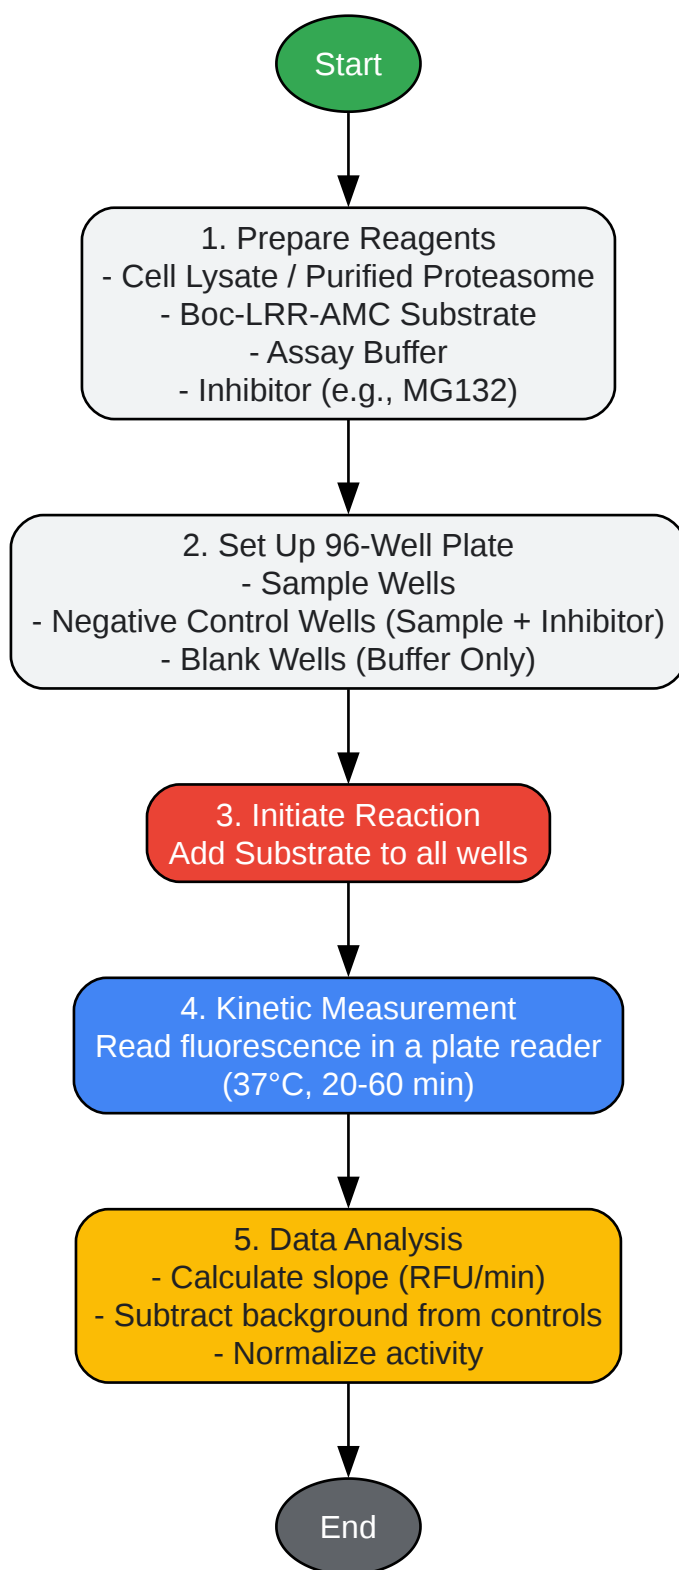 Start
1. Prepare Reagents
- Cell Lysate / Purified Proteasome
- Boc-LRR-AMC Substrate
- Assay Buffer
- Inhibitor (e.g., MG132)
2. Set Up 96-Well Plate
- Sample Wells
- Negative Control Wells (Sample + Inhibitor)
- Blank Wells (Buffer Only)
3. Initiate Reaction
Add Substrate to all wells
4. Kinetic Measurement
Read fluorescence in a plate reader
(37°C, 20-60 min)
5. Data Analysis
- Calculate slope (RFU/min)
- Subtract background from controls
- Normalize activity
End